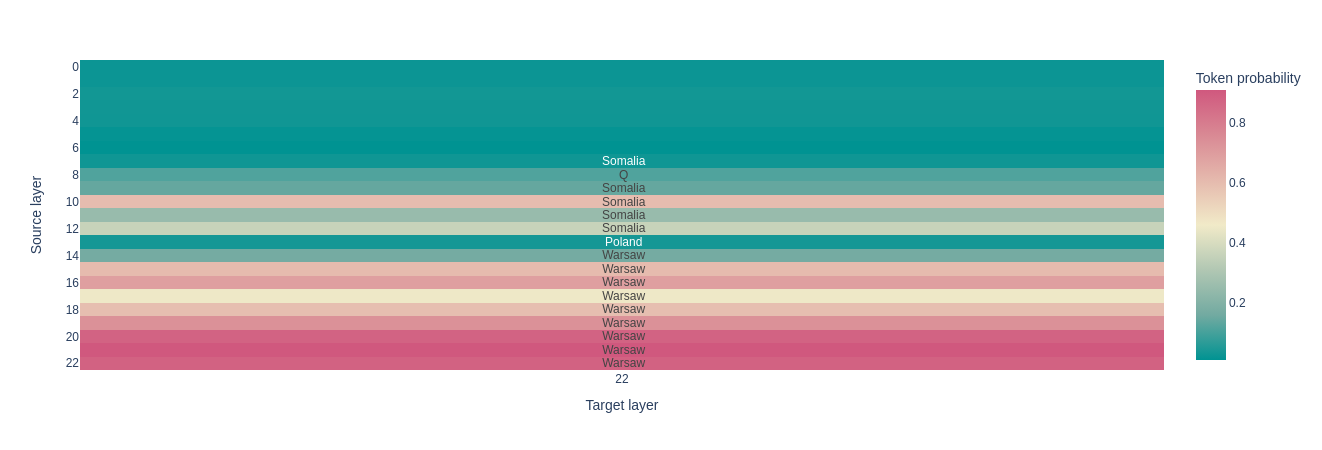 Token probability
0
2
4
6
8
10
12
14
16
18
20
22
Source layer
Somalia
Q
Somalia
Somalia
Somalia
Somalia
Poland
Warsaw
Warsaw
Warsaw
Warsaw
Warsaw
Warsaw
Warsaw
Warsaw
Warsaw
22
Target layer
0.8
0.6
0.4
0.2